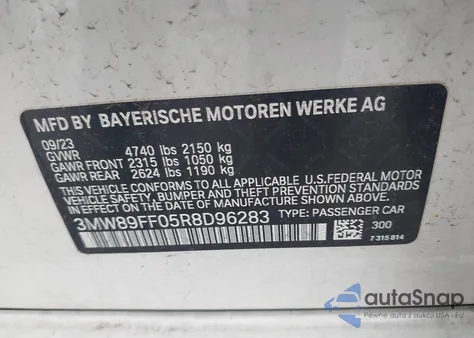 MFD BY BAYERISCHE MOTOREN WERKE AG
09/23
GVWR 4740 lbs 2150 kg
GAWR FRONT 2315 lbs 1050 kg
GAWR REAR 2624 lbs 1190 kg
THIS VEHICLE CONFORMS TO ALL APPLICABLE U.S. FEDERAL MOTOR
VEHICLE SAFETY, BUMPER, AND THEFT PREVENTION STANDARDS
IN EFFECT ON THE DATE OF MANUFACTURE SHOWN ABOVE.
3MW89FF05R8D96283 TYPE: PASSENGER CAR
300
7 315 814
autoSnap
Pewne auto z aukcji USA i EU